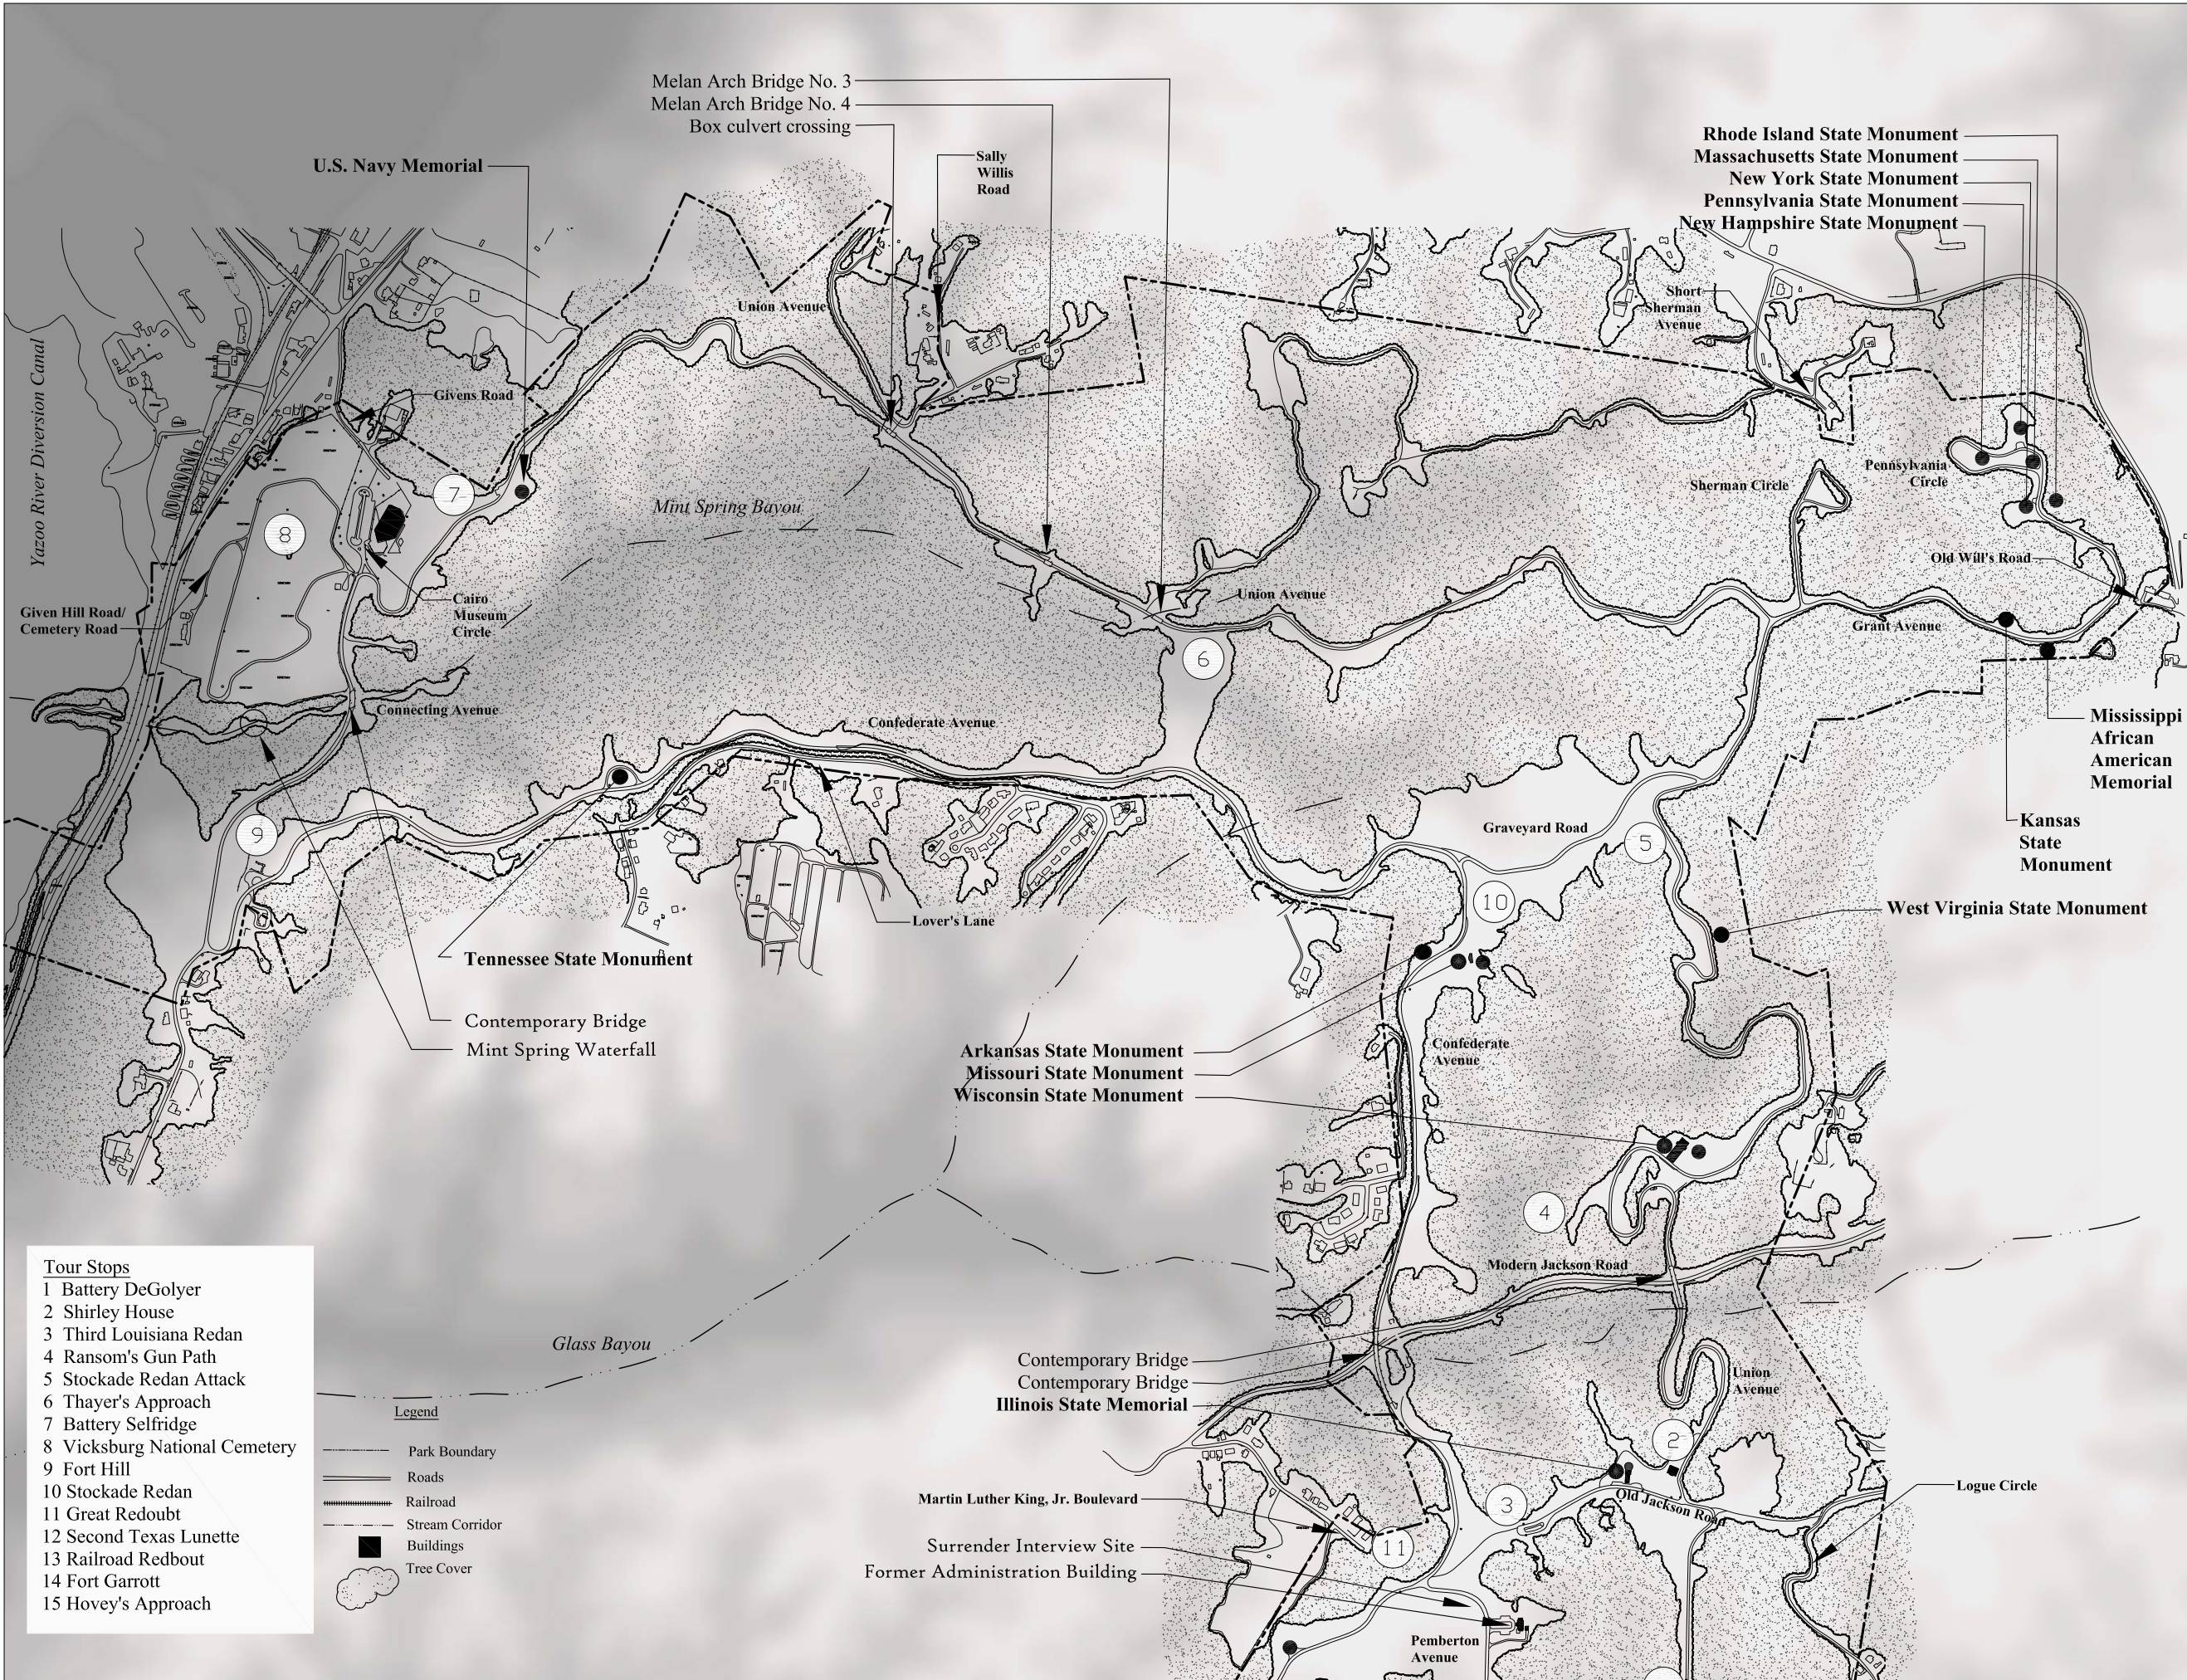 Melan Arch Bridge No. 3
Melan Arch Bridge No. 4
Box culvert crossing
U.S. Navy Memorial
Sally
Willis
Road
Rhode Island State Monument
Massachusetts State Monument
New York State Monument
Pennsylvania State Monument
New Hampshire State Monument
Union Avenue
Short
Sherman
Avenue
Yazoo River Diversion Canal
Givens Road
7
Mint Spring Bayou
8
Sherman Circle
Pennsylvania
Circle
Old Will's Road
Given Hill Road/
Cemetery Road
Cairo
Museum
Circle
Union Avenue
Grant Avenue
6
Connecting Avenue
Confederate Avenue
Mississippi
African
American
Memorial
Kansas
State
Monument
Graveyard Road
5
9
10
Lover's Lane
West Virginia State Monument
Tennessee State Monument
Contemporary Bridge
Mint Spring Waterfall
Arkansas State Monument
Missouri State Monument
Wisconsin State Monument
Confederate
Avenue
4
Modern Jackson Road
Glass Bayou
Contemporary Bridge
Contemporary Bridge
Illinois State Memorial
Union
Avenue
2
3
Old Jackson Road
Logue Circle
Martin Luther King, Jr. Boulevard
11
Surrender Interview Site
Former Administration Building
Pemberton
Avenue
Tour Stops
1 Battery DeGolyer
2 Shirley House
3 Third Louisiana Redan
4 Ransom's Gun Path
5 Stockade Redan Attack
6 Thayer's Approach
7 Battery Selfridge
8 Vicksburg National Cemetery
9 Fort Hill
10 Stockade Redan
11 Great Redoubt
12 Second Texas Lunette
13 Railroad Redbout
14 Fort Garrott
15 Hovey's Approach
Legend
Park Boundary
Roads
Railroad
Stream Corridor
Buildings
Tree Cover